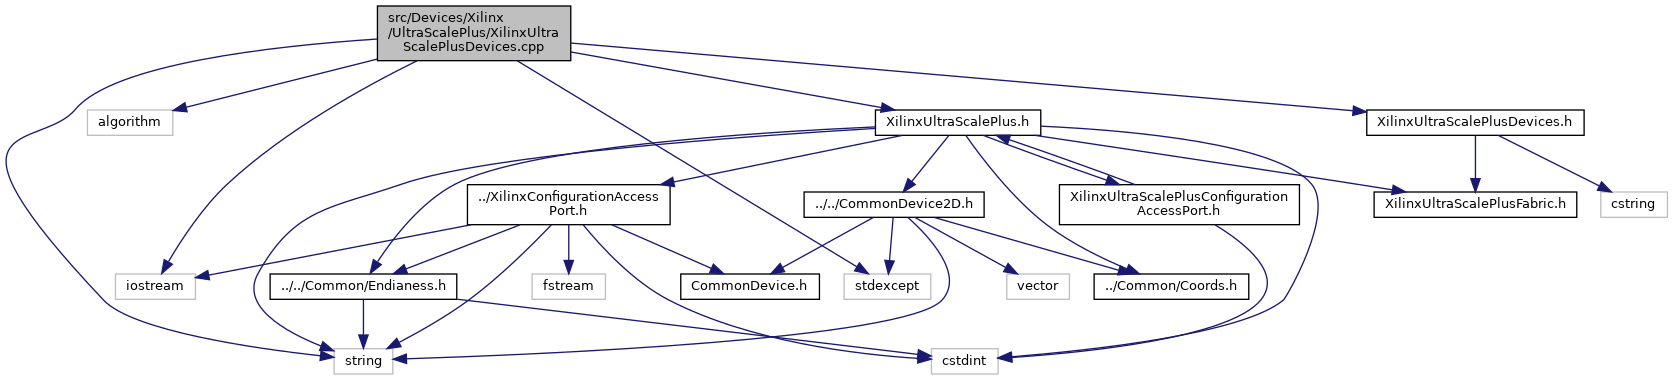 src/Devices/Xilinx
/UltraScalePlus/XilinxUltra
ScalePlusDevices.cpp
algorithm
XilinxUltraScalePlus.h
XilinxUltraScalePlusDevices.h
../XilinxConfigurationAccess
Port.h
../../CommonDevice2D.h
XilinxUltraScalePlusConfiguration
AccessPort.h
XilinxUltraScalePlusFabric.h
cstring
iostream
../../Common/Endianess.h
fstream
CommonDevice.h
stdexcept
vector
../Common/Coords.h
string
cstdint